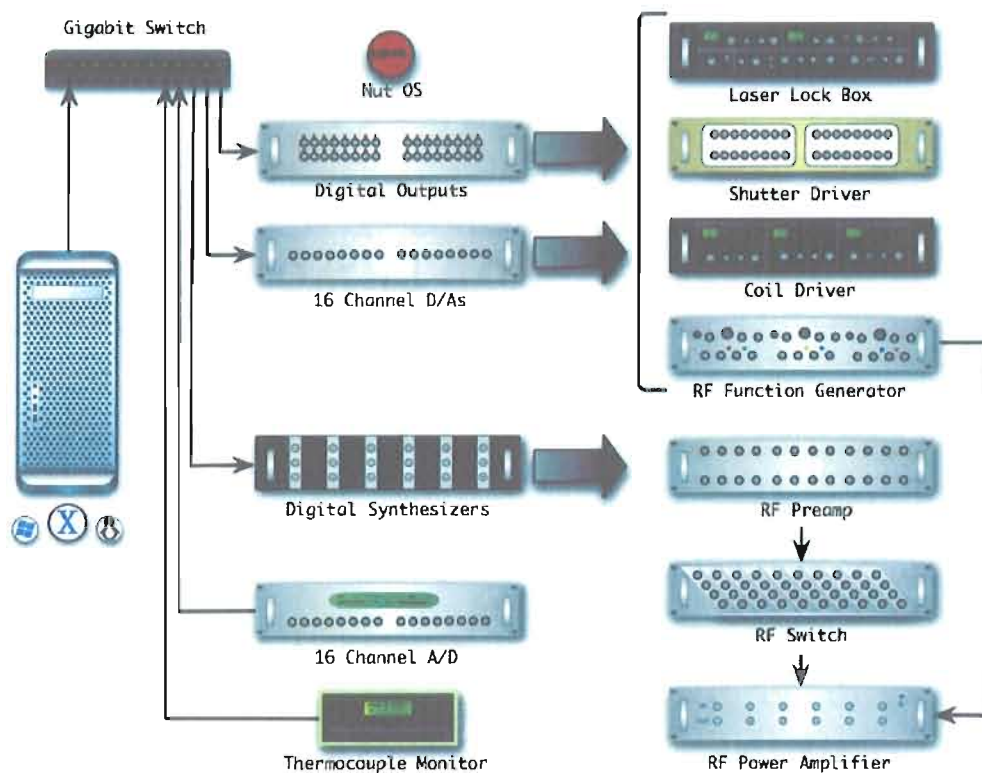 Gigabit Switch
Nut OS
Laser Lock Box
Digital Outputs
Shutter Driver
16 Channel D/As
Coil Driver
RF Function Generator
Digital Synthesizers
RF Preamp
X
16 Channel A/D
RF Switch
Thermocouple Monitor
RF Power Amplifier